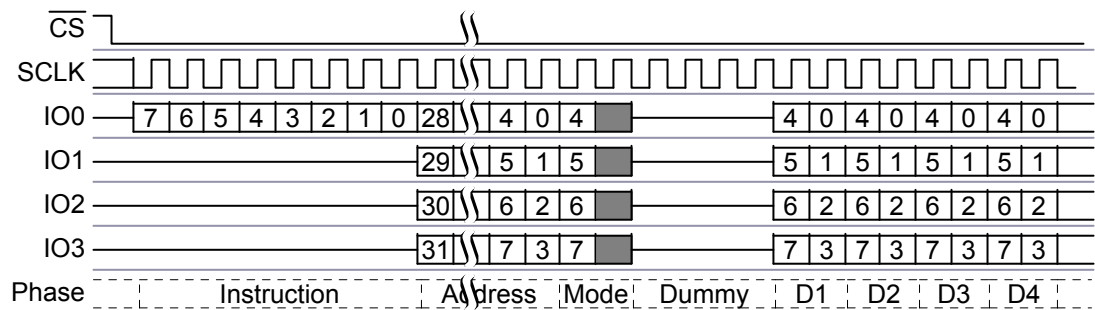 CS
SCLK
IO0 7 6 5 4 3 2 1 0 28 4 0 4 4 0 4 0 4 0 4 0
IO1 29 5 1 5 5 1 5 1 5 1 5 1
IO2 30 6 2 6 6 2 6 2 6 2 6 2
IO3 31 7 3 7 7 3 7 3 7 3 7 3
Phase Instruction Address Mode Dummy D1 D2 D3 D4